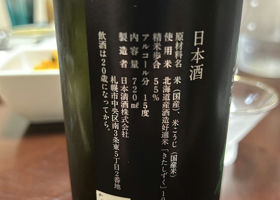 日本酒
原材料名 米(国産)、米こうじ(国産米)
使用米 北海道産酒造好適米「きたしずく」10
精米歩合 55%
アルコール分 15度
内容量 720ml
製造者 日本清酒株式会社
札幌市中央区南3条東5丁目2番地
飲酒は20歳になってから。